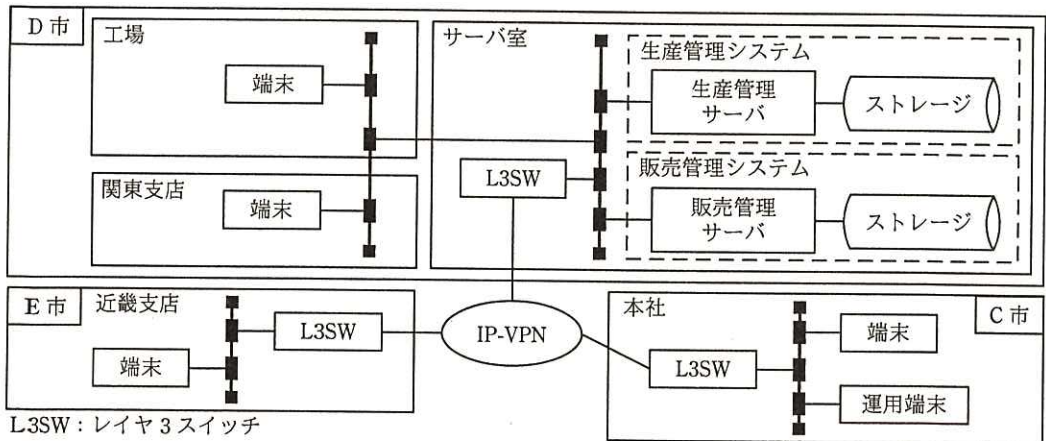 D市
工場
端末
関東支店
端末
サーバ室
L3SW
生産管理システム
生産管理
サーバ
ストレージ
販売管理システム
販売管理
サーバ
ストレージ
E市
近畿支店
端末
L3SW
IP-VPN
本社
C市
L3SW
端末
運用端末
L3SW：レイヤ3スイッチ